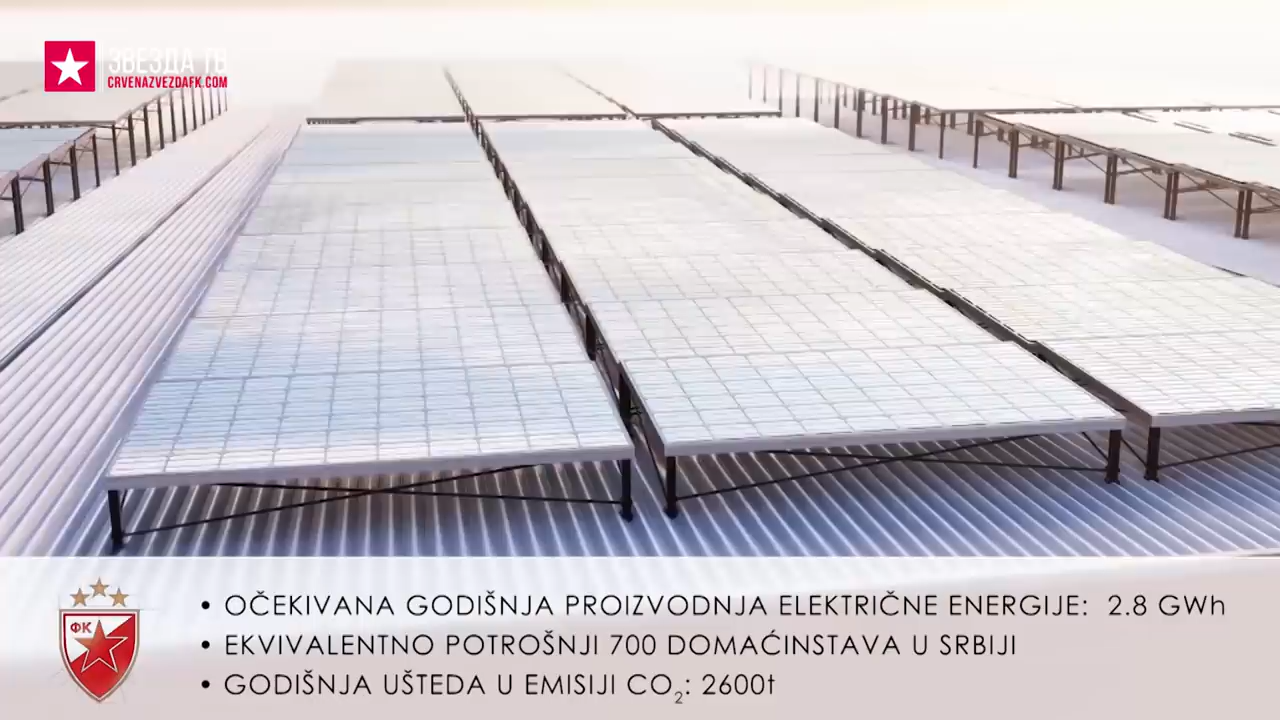 ЗВЕЗДА ТВ
CRVENAZVEZDAFK.COM
ФК
• OČEKIVANA GODIŠNJA PROIZVODNJA ELEKTRIČNE ENERGIJE: 2.8 GWh
• EKVIVALENTNO POTROŠNJI 700 DOMAĆINSTAVA U SRBIJI
• GODIŠNJA UŠTEDA U EMISIJI CO₂: 2600t